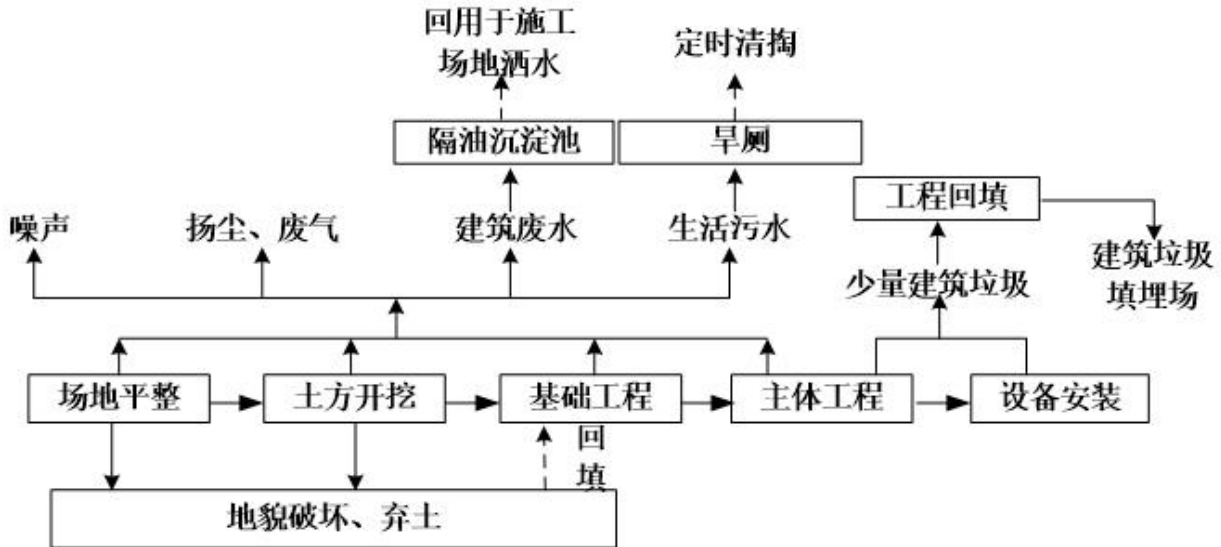 回用于施工
场地洒水
定时清掏
隔油沉淀池
旱厕
工程回填
噪声
扬尘、废气
建筑废水
生活污水
建筑垃圾
填埋场
少量建筑垃圾
场地平整
土方开挖
基础工程
主体工程
设备安装
回
填
地貌破坏、弃土